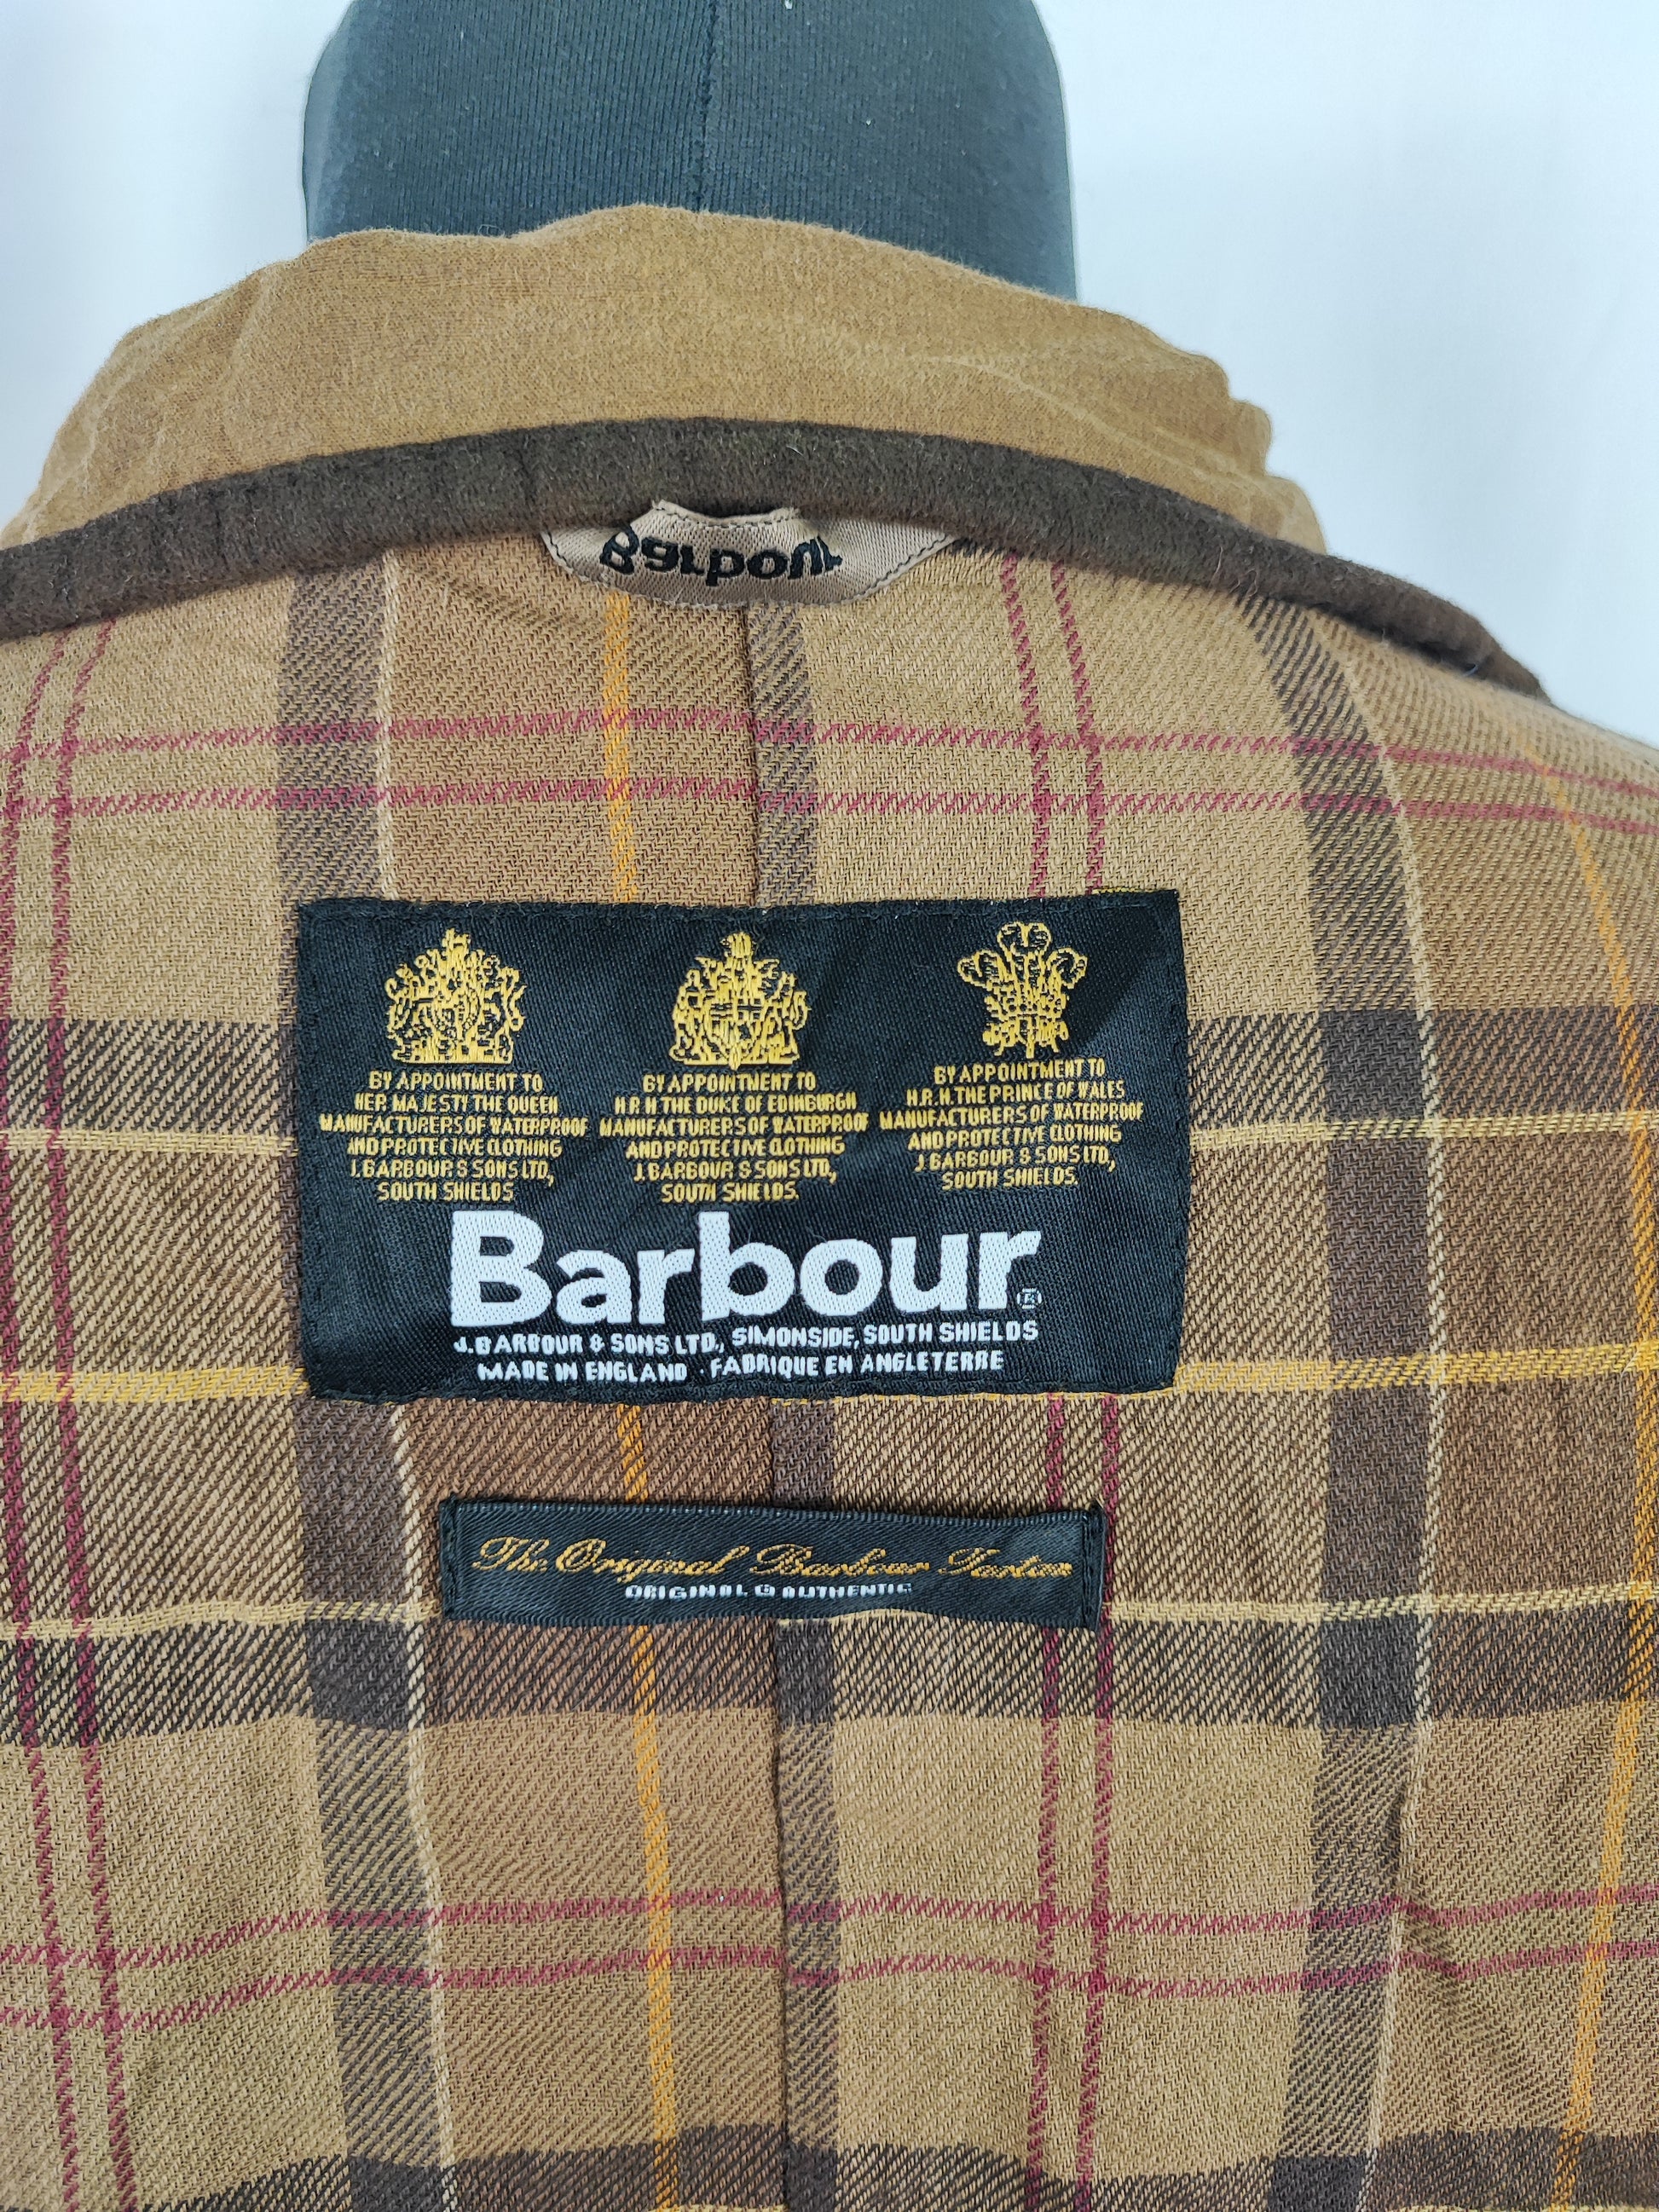 Barbour
BY APPOINTMENT TO
HER MAJESTY THE QUEEN
MANUFACTURERS OF WATERPROOF
AND PROTECTIVE CLOTHING
J. BARBOUR & SONS LTD,
SOUTH SHIELDS
BY APPOINTMENT TO
H.R.H THE DUKE OF EDINBURGH
MANUFACTURERS OF WATERPROOF
AND PROTECTIVE CLOTHING
J. BARBOUR & SONS LTD,
SOUTH SHIELDS.
BY APPOINTMENT TO
H.R.H. THE PRINCE OF WALES
MANUFACTURERS OF WATERPROOF
AND PROTECTIVE CLOTHING
J. BARBOUR & SONS LTD,
SOUTH SHIELDS.
Barbour®
J. BARBOUR & SONS LTD., SIMONSIDE, SOUTH SHIELDS
MADE IN ENGLAND · FABRIQUE EN ANGLETERRE
The Original Barbour Tartan
ORIGINAL & AUTHENTIC